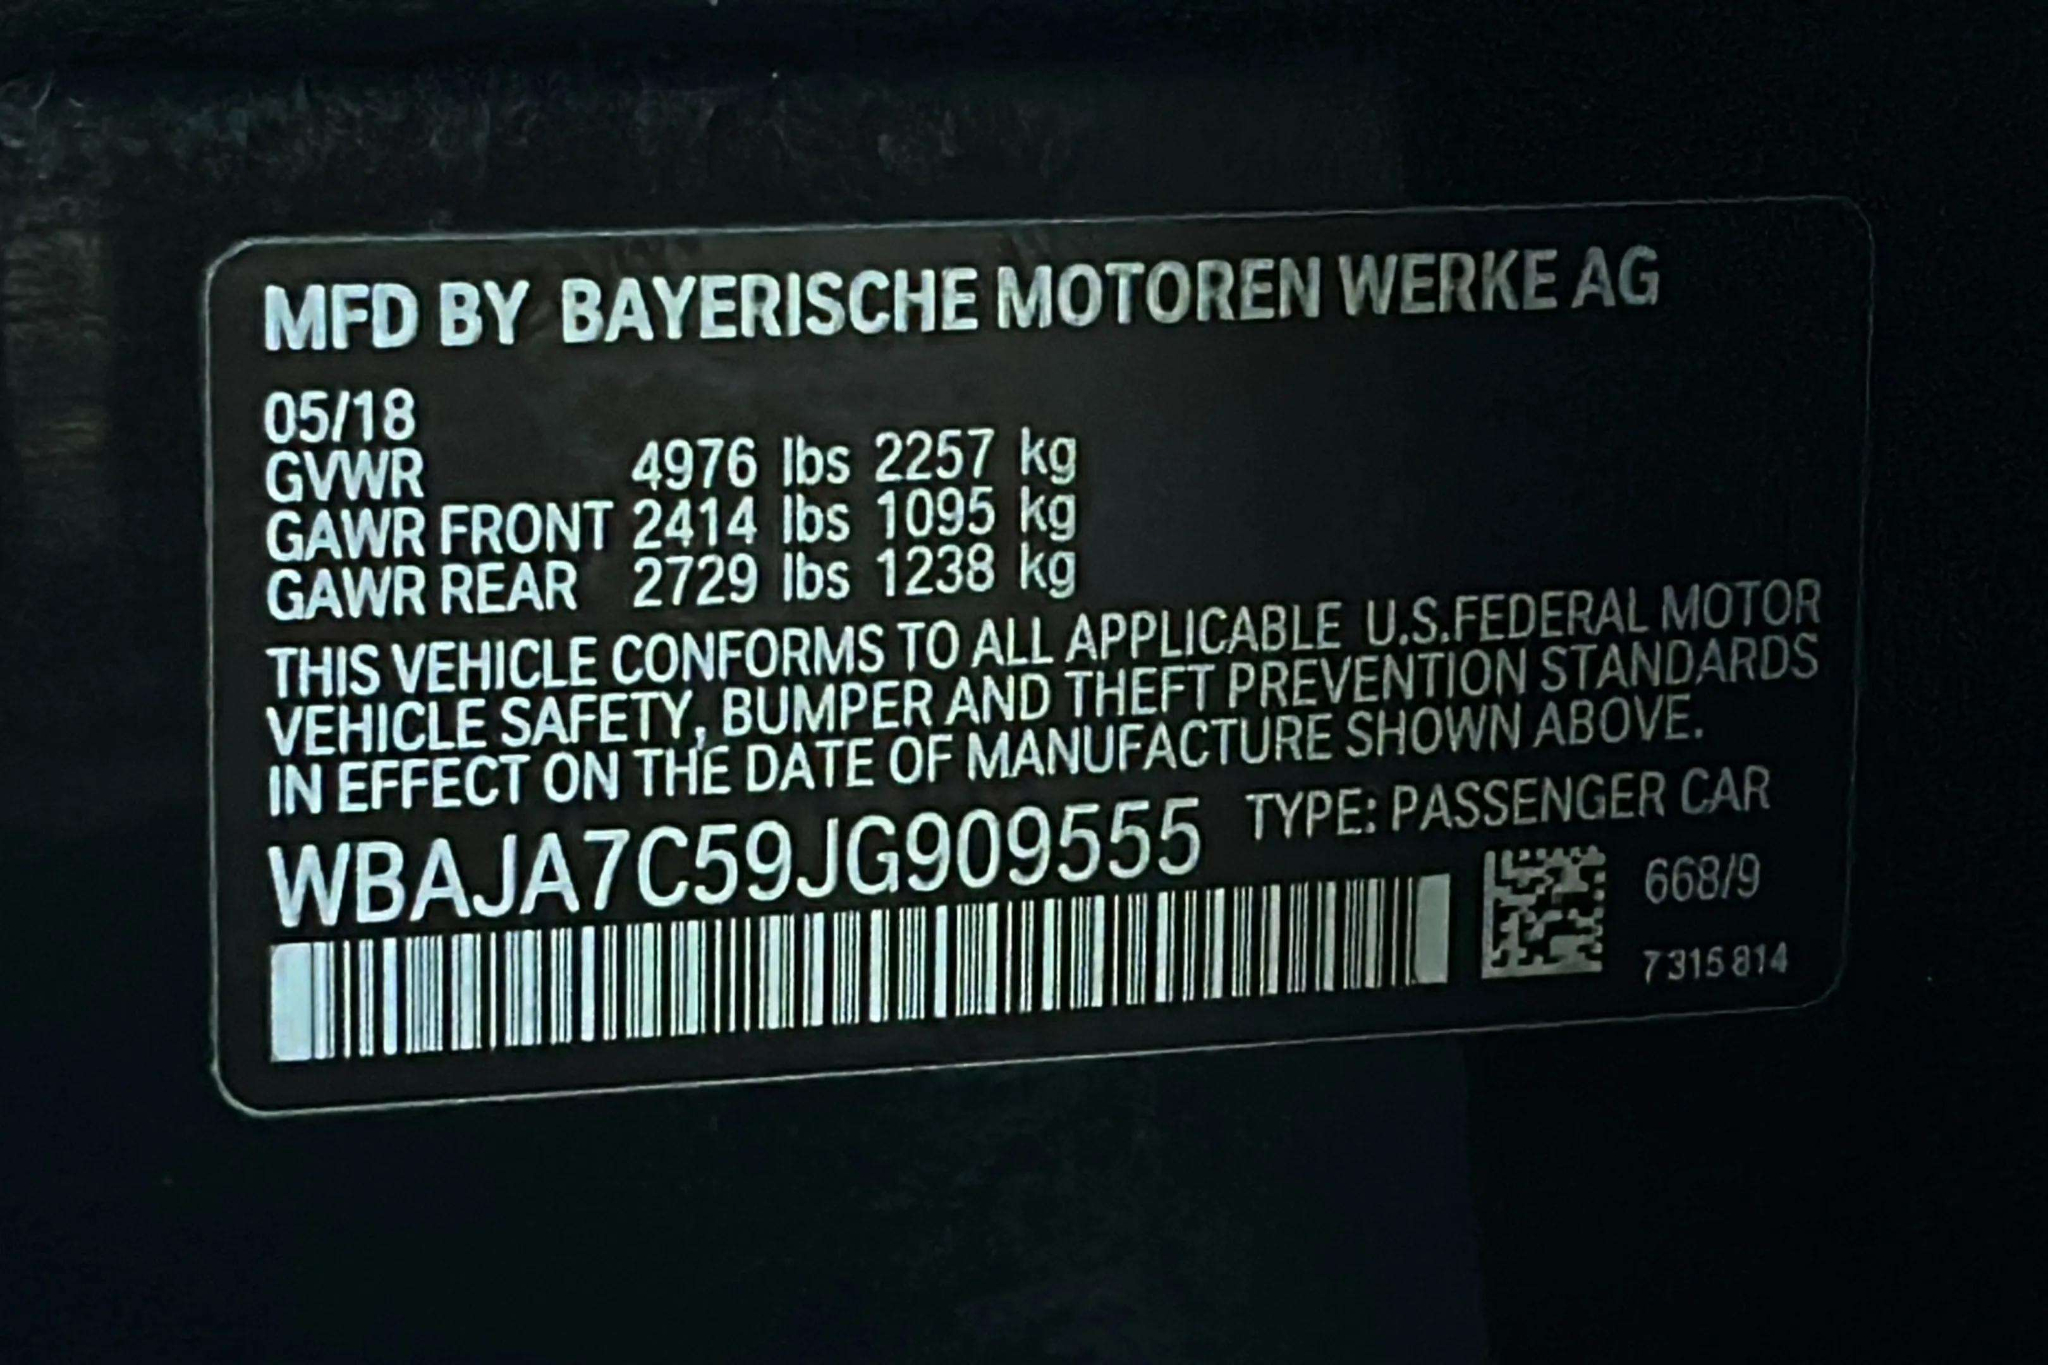 MFD BY BAYERISCHE MOTOREN WERKE AG
05/18
GVWR 4976 lbs 2257 kg
GAWR FRONT 2414 lbs 1095 kg
GAWR REAR 2729 lbs 1238 kg
THIS VEHICLE CONFORMS TO ALL APPLICABLE U.S.FEDERAL MOTOR
VEHICLE SAFETY, BUMPER AND THEFT PREVENTION STANDARDS
IN EFFECT ON THE DATE OF MANUFACTURE SHOWN ABOVE.
WBAJA7C59JG909555 TYPE: PASSENGER CAR
668/9
7 315 814